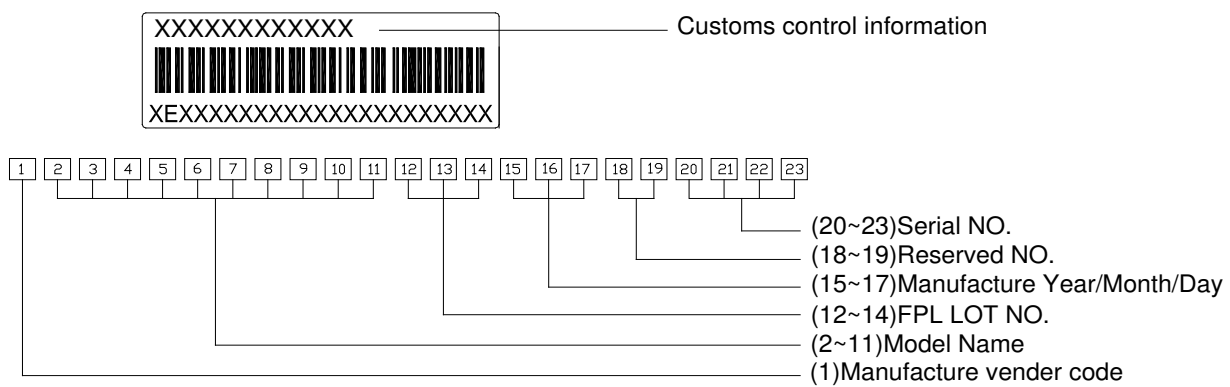 XXXXXXXXXXXX
Customs control information
XEXXXXXXXXXXXXXXXXXXXXX
1 2 3 4 5 6 7 8 9 10 11 12 13 14 15 16 17 18 19 20 21 22 23
(20~23)Serial NO.
(18~19)Reserved NO.
(15~17)Manufacture Year/Month/Day
(12~14)FPL LOT NO.
(2~11)Model Name
(1)Manufacture vender code